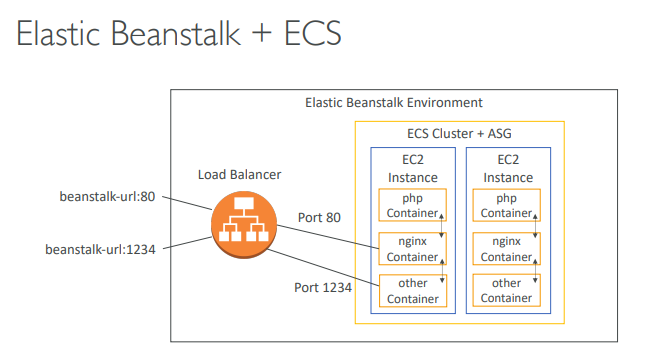 Elastic Beanstalk + ECS
Elastic Beanstalk Environment
ECS Cluster + ASG
Load Balancer
beanstalk-url:80
beanstalk-url:1234
Port 80
Port 1234
EC2
Instance
php
Container
nginx
Container
other
Container
EC2
Instance
php
Container
nginx
Container
other
Container